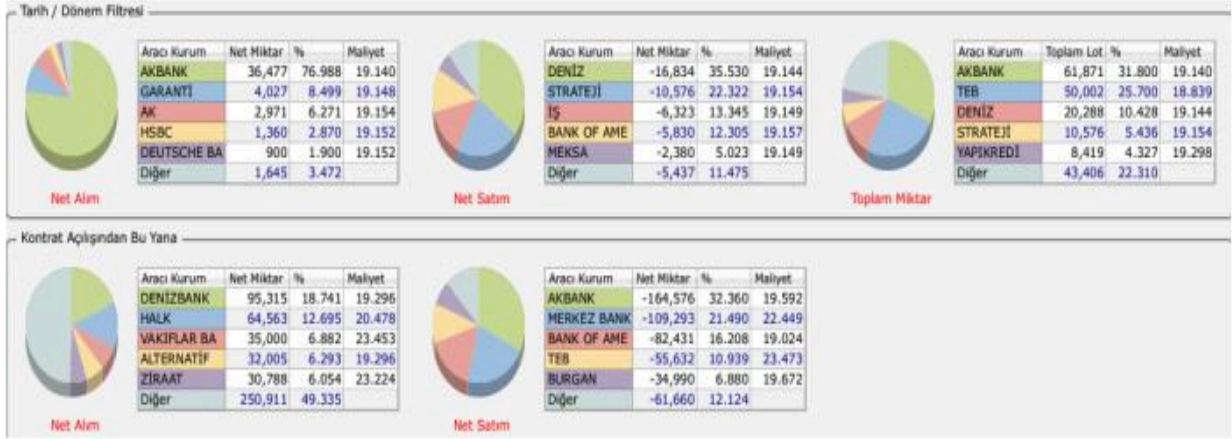 Tarih / Dönem Filtresi
Aracı Kurum Net Miktar % Maliyet
AKBANK 36,477 76.988 19.140
GARANTİ 4,027 8.499 19.148
AK 2,971 6.271 19.154
HSBC 1,360 2.870 19.152
DEUTSCHE BA 900 1.900 19.152
Diğer 1,645 3.472
Net Alım
Aracı Kurum Net Miktar % Maliyet
DENİZ -16,834 35.530 19.144
STRATEJİ -10,576 22.322 19.154
İŞ -6,323 13.345 19.149
BANK OF AME -5,830 12.305 19.157
MEKSA -2,380 5.023 19.149
Diğer -5,437 11.475
Net Satım
Aracı Kurum Toplam Lot % Maliyet
AKBANK 61,871 31.800 19.140
TEB 50,002 25.700 18.839
DENİZ 20,288 10.428 19.144
STRATEJİ 10,576 5.436 19.154
YAPIKREDİ 8,419 4.327 19.298
Diğer 43,406 22.310
Toplam Miktar
Kontrat Açılışından Bu Yana
Aracı Kurum Net Miktar % Maliyet
DENİZBANK 95,315 18.741 19.296
HALK 64,563 12.695 20.478
VAKIFLAR BA 35,000 6.882 23.453
ALTERNATİF 32,005 6.293 19.296
ZİRAAT 30,788 6.054 23.224
Diğer 250,911 49.335
Net Alım
Aracı Kurum Net Miktar % Maliyet
AKBANK -164,576 32.360 19.592
MERKEZ BANK -109,293 21.490 22.449
BANK OF AME -82,431 16.208 19.024
TEB -55,632 10.939 23.473
BURGAN -34,990 6.880 19.672
Diğer -61,660 12.124
Net Satım